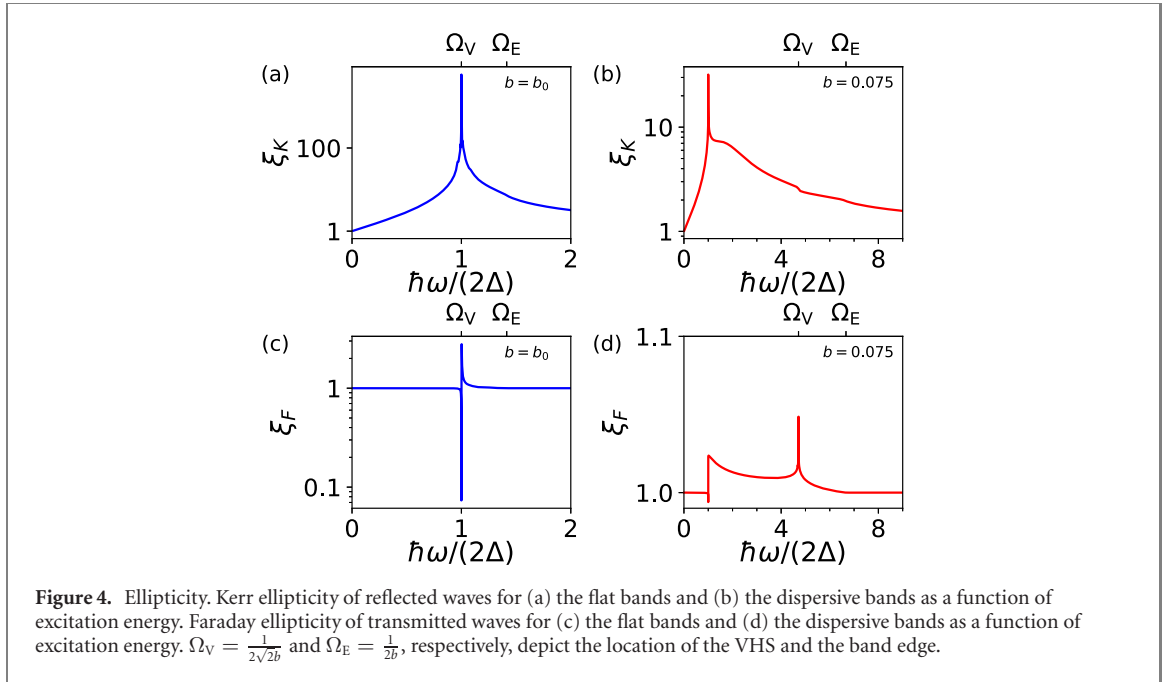 Ω_V Ω_E Ω_V Ω_E
(a) b = b_0 (b) b = 0.075
ξ_K 100 1 ξ_K 10 1
0 1 2 0 4 8
ħω/(2Δ) ħω/(2Δ)
Ω_V Ω_E Ω_V Ω_E
(c) b = b_0 (d) 1.1 b = 0.075
ξ_F 1 0.1 ξ_F 1.0
0 1 2 0 4 8
ħω/(2Δ) ħω/(2Δ)
Figure 4. Ellipticity. Kerr ellipticity of reflected waves for (a) the flat bands and (b) the dispersive bands as a function of
excitation energy. Faraday ellipticity of transmitted waves for (c) the flat bands and (d) the dispersive bands as a function of
excitation energy. Ω_V = \frac{1}{2\sqrt{2}b} and Ω_E = \frac{1}{2b}, respectively, depict the location of the VHS and the band edge.